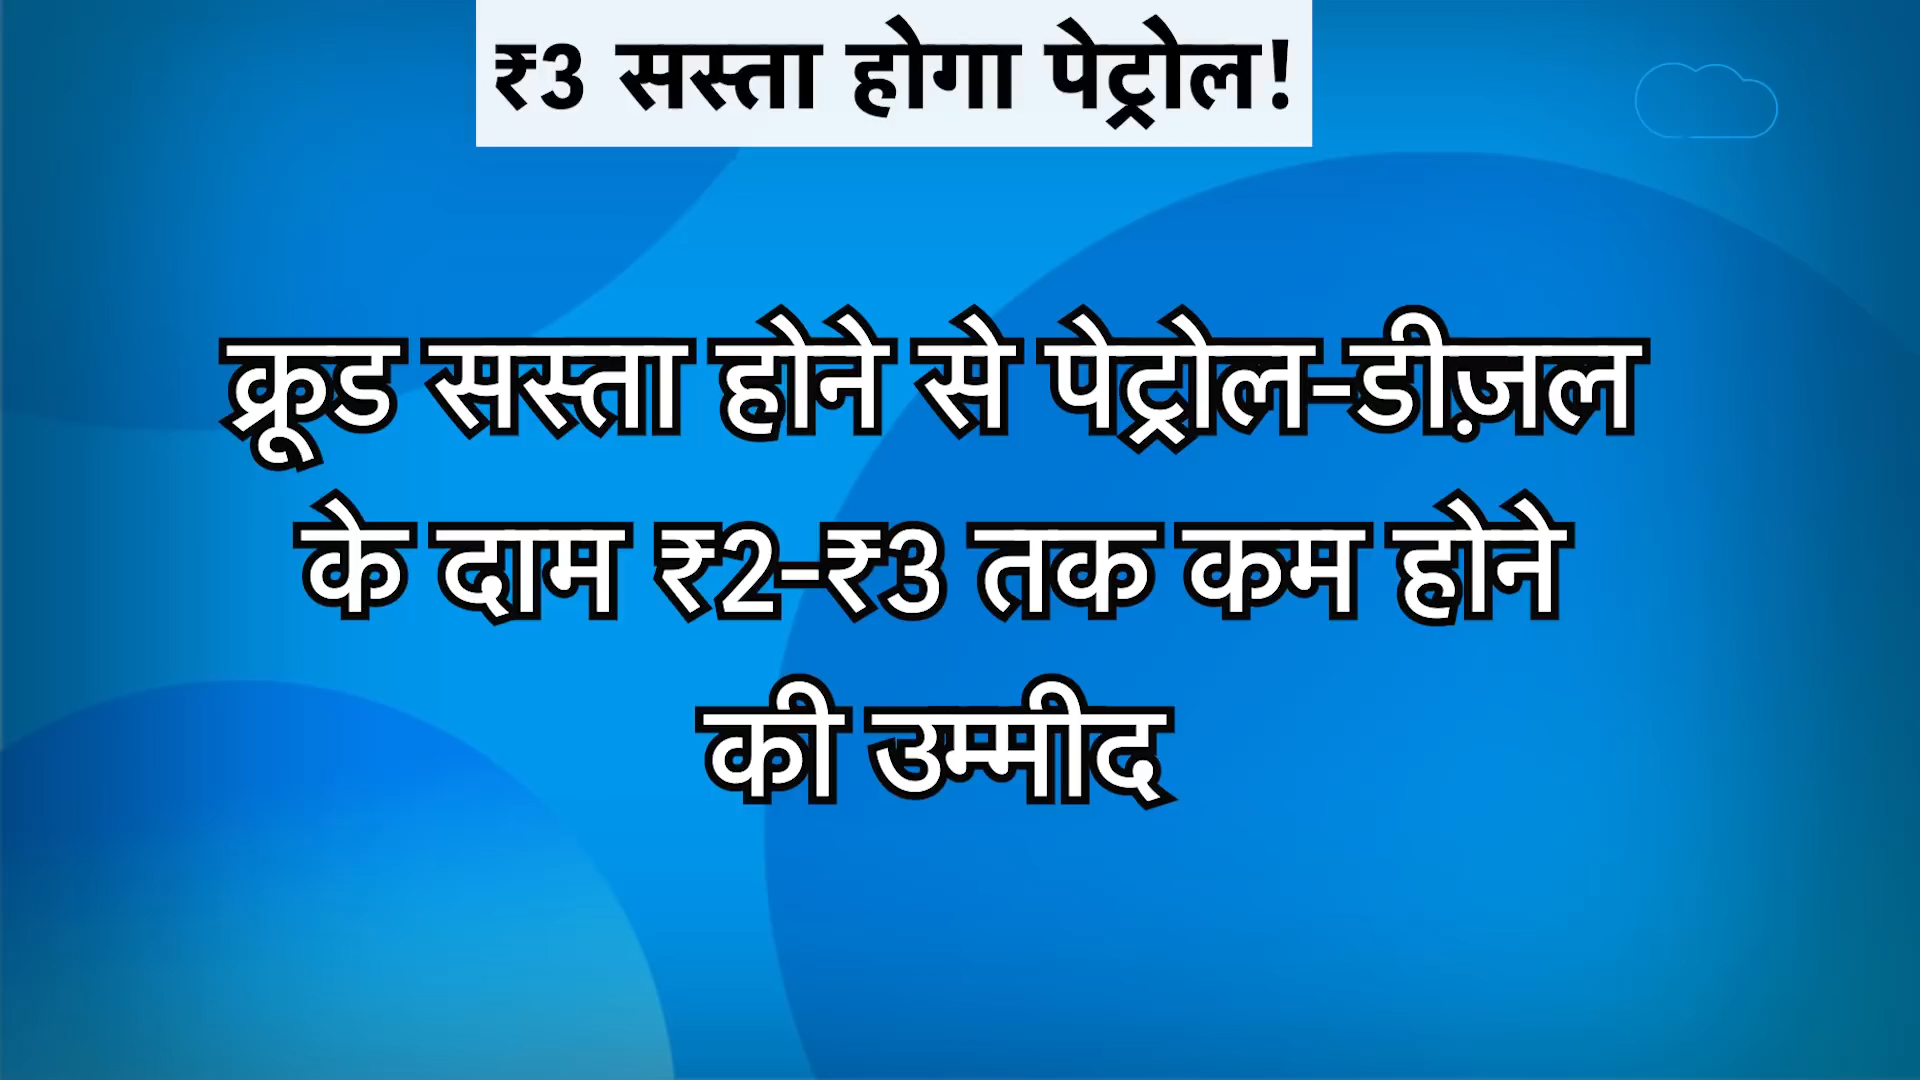 ₹3 सस्ता होगा पेट्रोल!
क्रूड सस्ता होने से पेट्रोल-डीज़ल
के दाम ₹2-₹3 तक कम होने
की उम्मीद